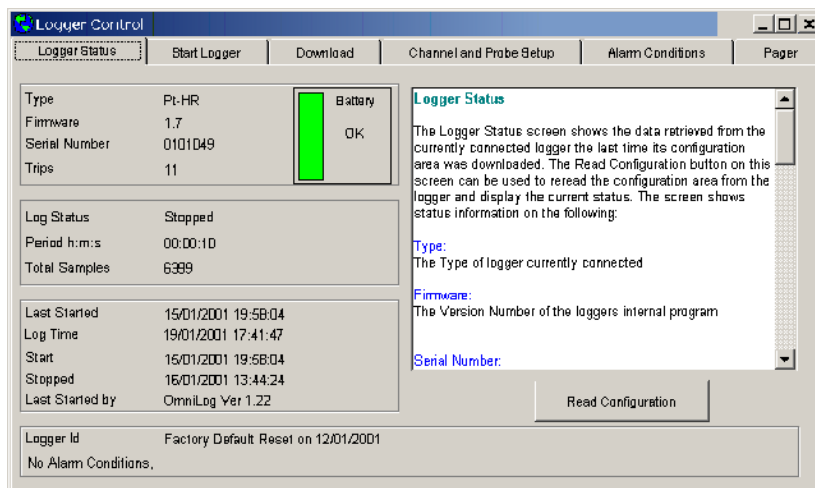 Logger Control
Logger Status
Start Logger
Download
Channel and Probe Setup
Alarm Conditions
Pager
Type Pt-HR
Firmware 1.7
Serial Number 0101049
Trips 11
Battery
OK
Log Status Stopped
Period h:m:s 00:00:10
Total Samples 6399
Last Started 15/01/2001 19:58:04
Log Time 19/01/2001 17:41:47
Start 15/01/2001 19:58:04
Stopped 16/01/2001 13:44:24
Last Started by OmniLog Ver 1.22
Logger Status
The Logger Status screen shows the data retrieved from the
currently connected logger the last time its configuration
area was downloaded. The Read Configuration button on this
screen can be used to reread the configuration area from the
logger and display the current status. The screen shows
status information on the following:
Type:
The Type of logger currently connected
Firmware:
The Version Number of the loggers internal program
Serial Number:
Read Configuration
Logger Id Factory Default Reset on 12/01/2001
No Alarm Conditions,